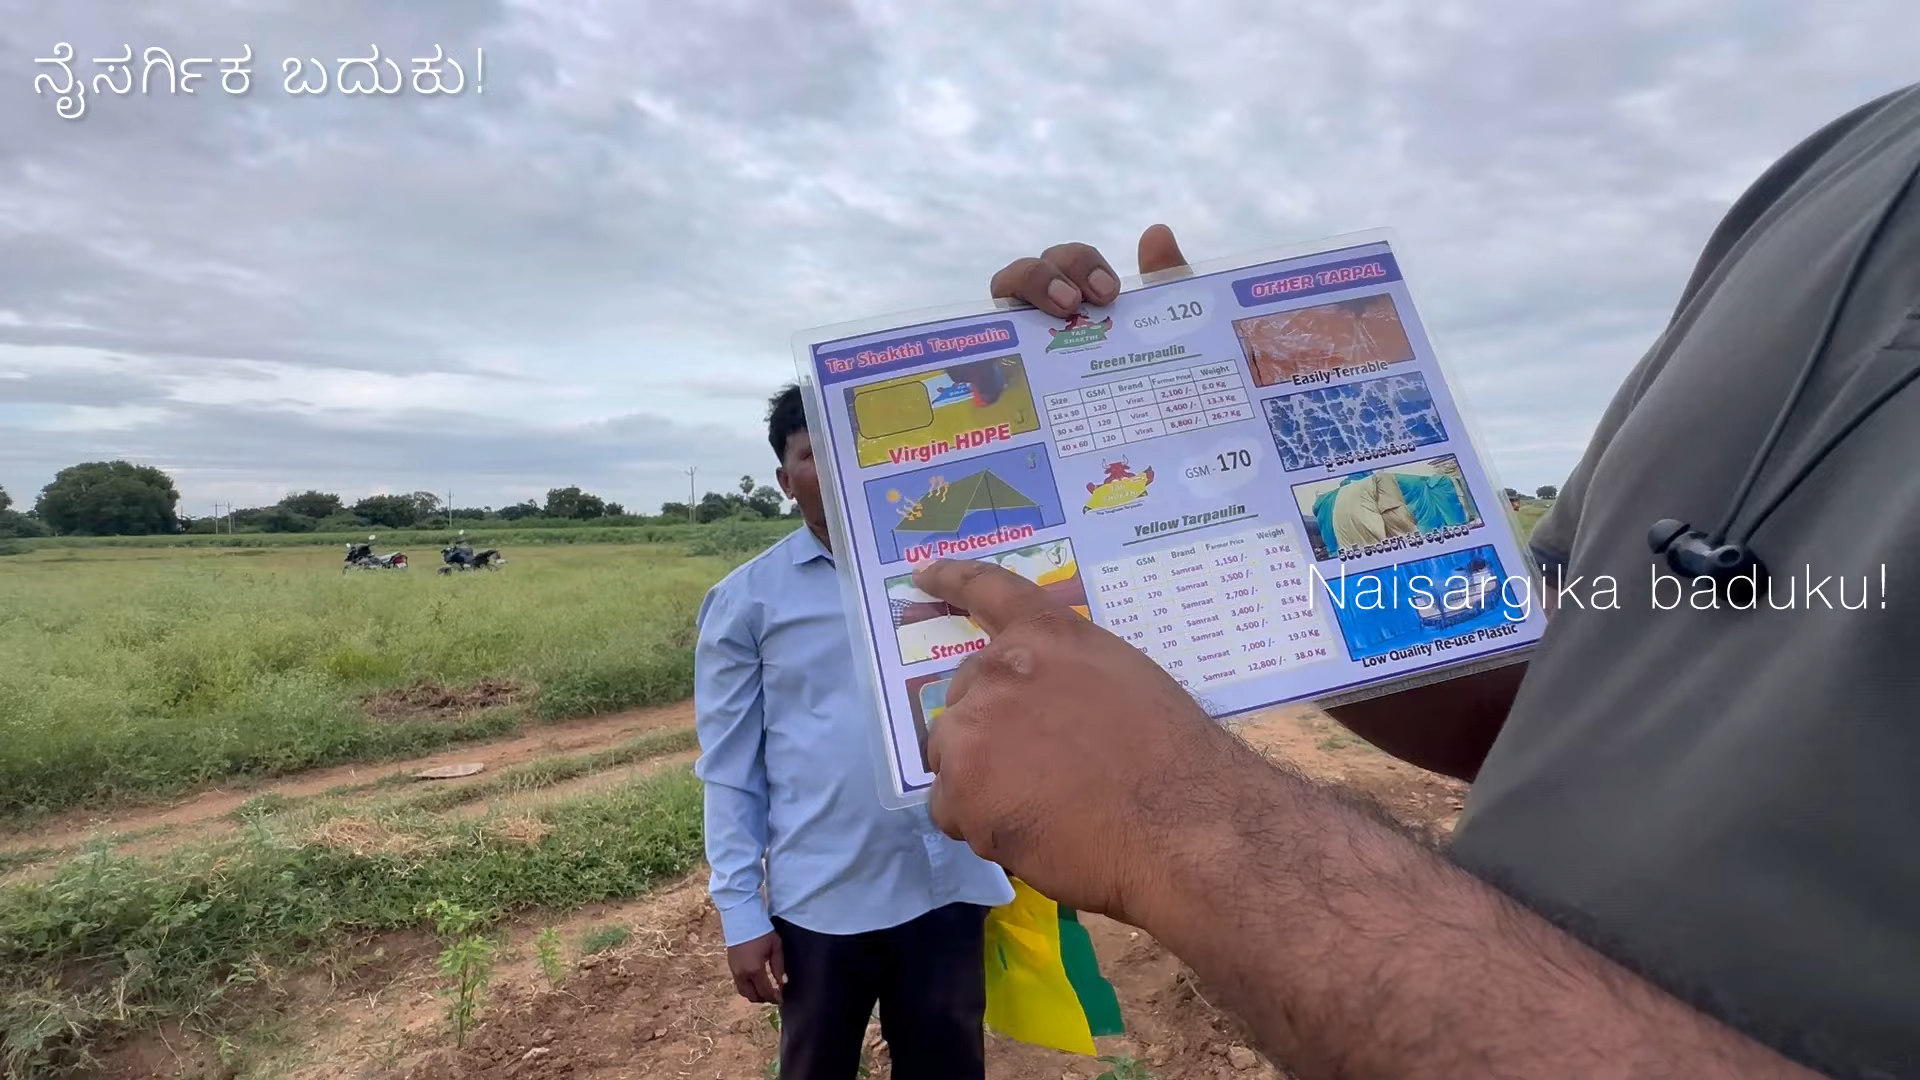 ನೈಸರ್ಗಿಕ ಬದುಕು!
Tar Shakthi Tarpaulin
Virgin HDPE
UV Protection
Strong
TAR SHAKTHI
GSM - 120
Green Tarpaulin
Size GSM Brand Farmer Price Weight
18 x 30 120 Virat 2,100 /- 6.0 Kg
30 x 40 120 Virat 4,400 /- 13.3 Kg
40 x 60 120 Virat 8,800 /- 26.7 Kg
GSM - 170
Yellow Tarpaulin
Size GSM Brand Farmer Price Weight
11 x 15 170 Samraat 1,150 /- 3.0 Kg
11 x 50 170 Samraat 3,500 /- 8.7 Kg
18 x 24 170 Samraat 2,700 /- 6.8 Kg
x 30 170 Samraat 3,400 /- 8.5 Kg
170 Samraat 4,500 /- 11.3 Kg
170 Samraat 7,000 /- 19.0 Kg
70 Samraat 12,800 /- 38.0 Kg
OTHER TARPAL
Easily Terrable
Low Quality Re-use Plastic
Naisargika baduku!